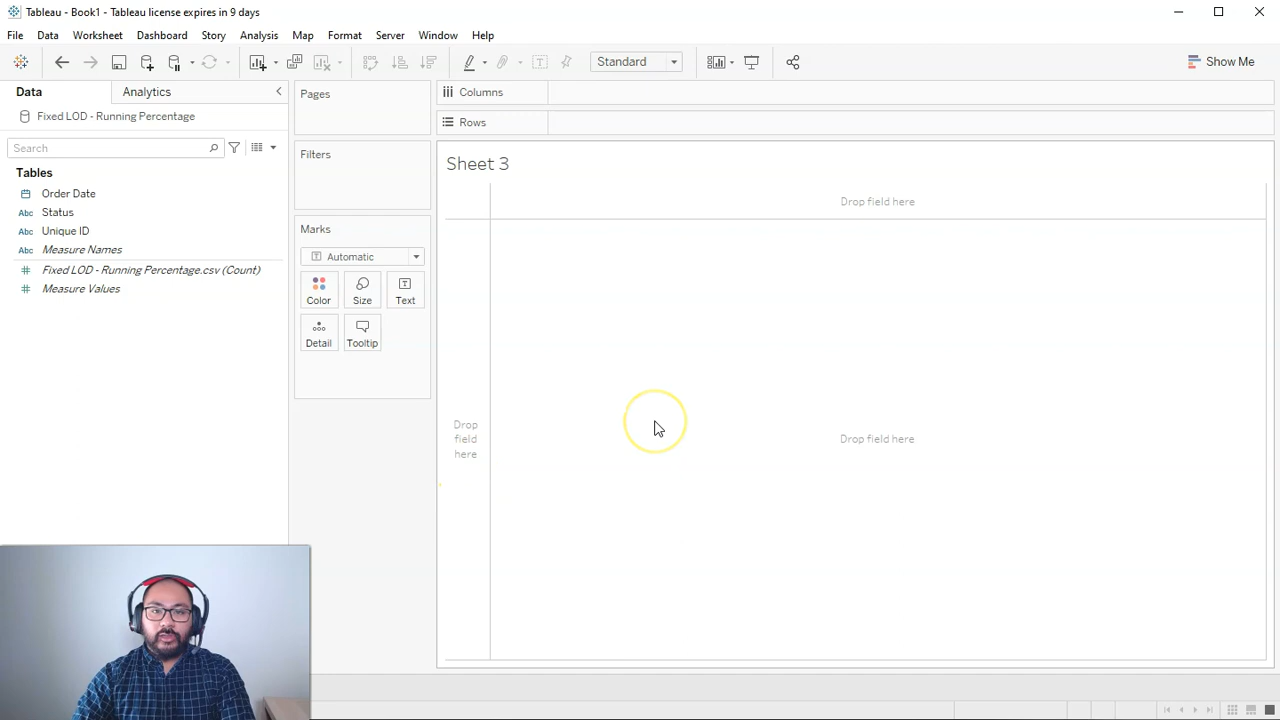 Tableau - Book1 - Tableau license expires in 9 days
File Data Worksheet Dashboard Story Analysis Map Format Server Window Help
Standard
Show Me
Data Analytics
Fixed LOD - Running Percentage
Search
Tables
Order Date
Abc Status
Abc Unique ID
Abc Measure Names
Fixed LOD - Running Percentage.csv (Count)
Measure Values
Pages
Filters
Marks
Automatic
Color Size Text
Detail Tooltip
Columns
Rows
Sheet 3
Drop field here
Drop
field
here
Drop field here